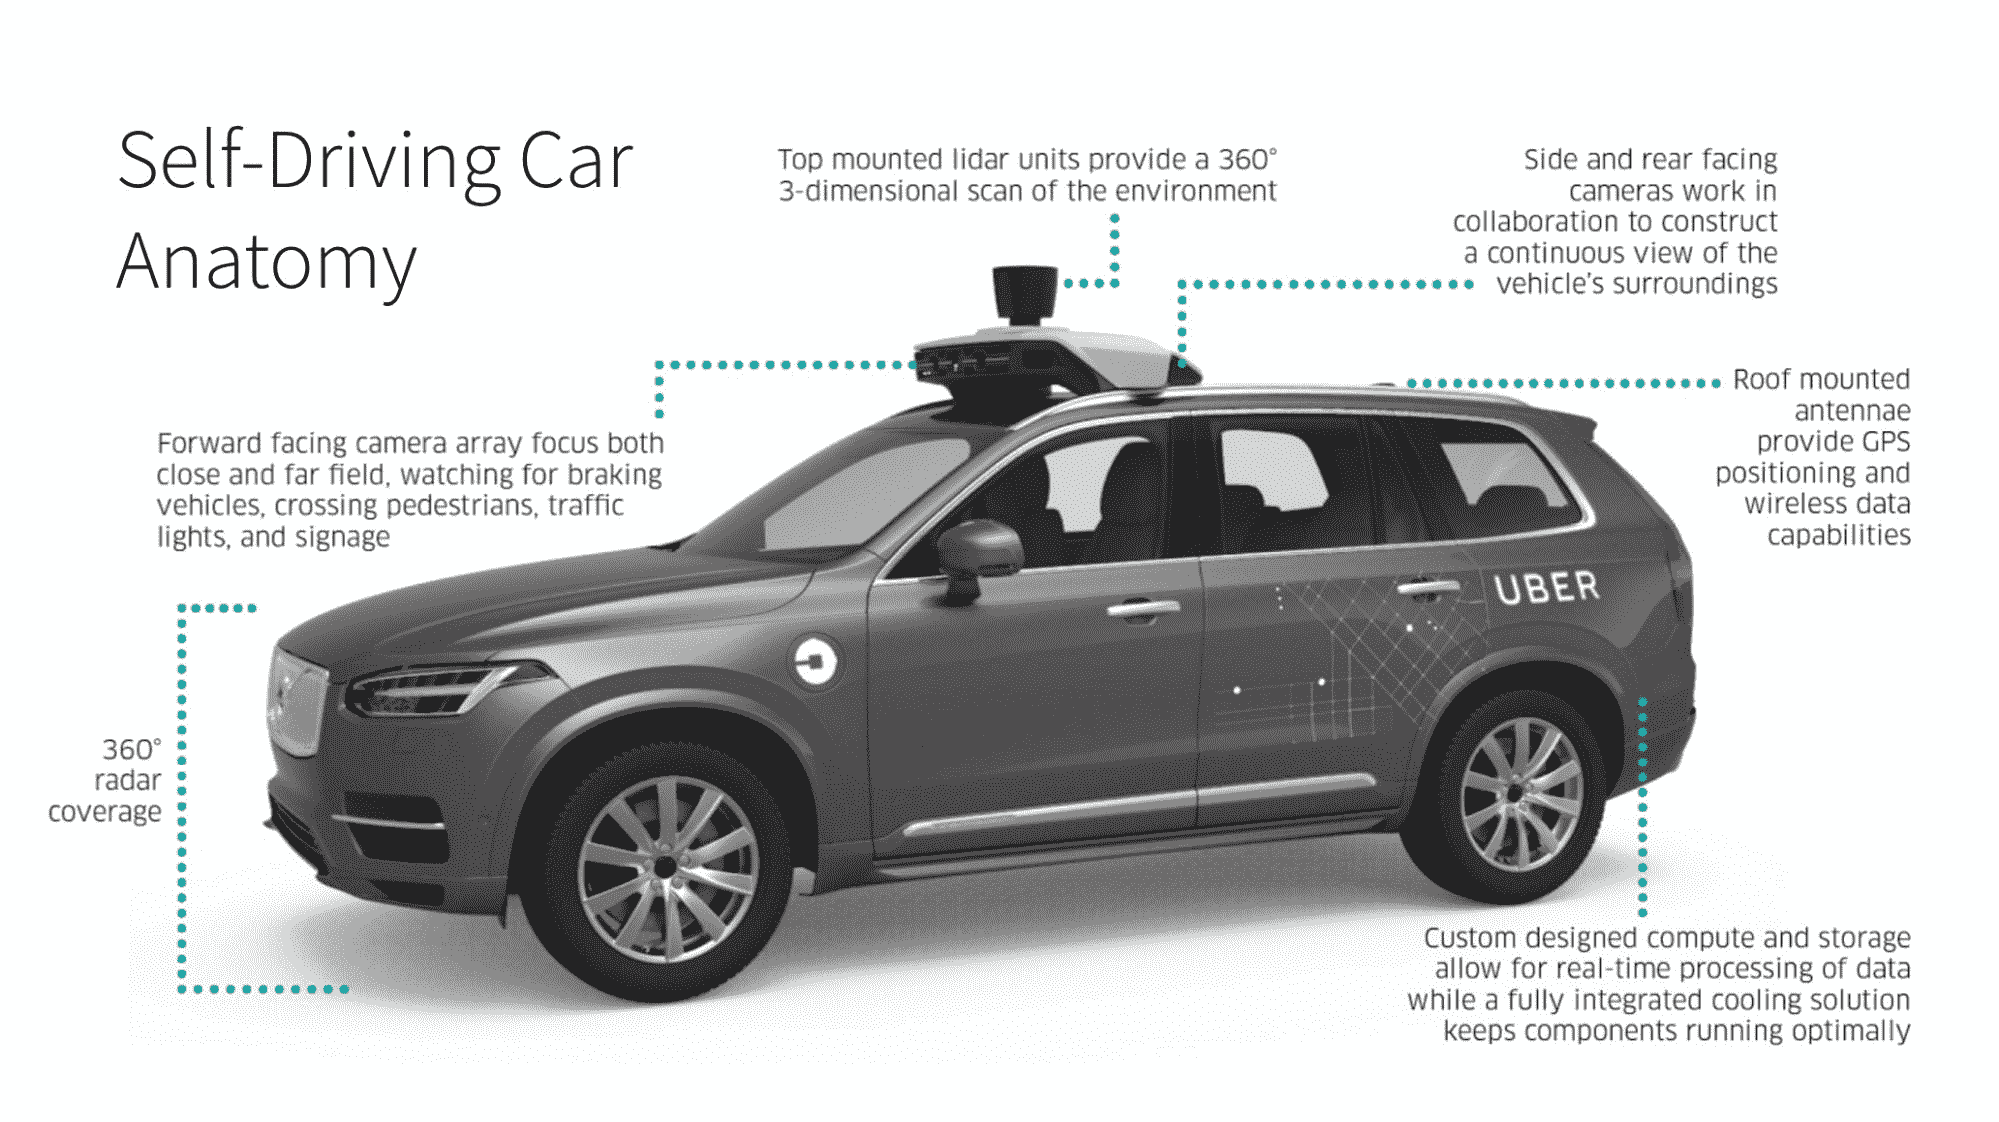 Self-Driving Car
Anatomy
Top mounted lidar units provide a 360°
3-dimensional scan of the environment
Side and rear facing
cameras work in
collaboration to construct
a continuous view of the
vehicle's surroundings
Forward facing camera array focus both
close and far field, watching for braking
vehicles, crossing pedestrians, traffic
lights, and signage
Roof mounted
antennae
provide GPS
positioning and
wireless data
capabilities
UBER
360°
radar
coverage
Custom designed compute and storage
allow for real-time processing of data
while a fully integrated cooling solution
keeps components running optimally